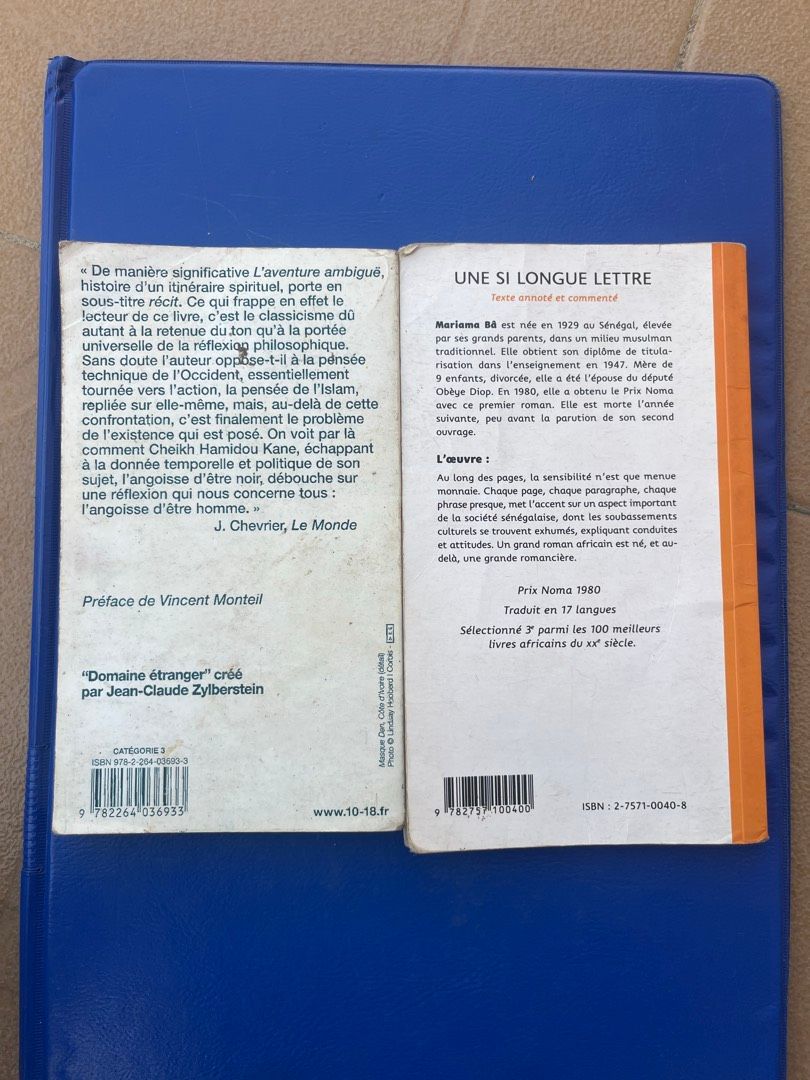 « De manière significative L'aventure ambiguë,
histoire d'un itinéraire spirituel, porte en
sous-titre récit. Ce qui frappe en effet le
lecteur de ce livre, c'est le classicisme dû
autant à la retenue du ton qu'à la portée
universelle de la réflexion philosophique.
Sans doute l'auteur oppose-t-il à la pensée
technique de l'Occident, essentiellement
tournée vers l'action, la pensée de l'Islam,
repliée sur elle-même, mais, au-delà de cette
confrontation, c'est finalement le problème
de l'existence qui est posé. On voit par là
comment Cheikh Hamidou Kane, échappant
à la donnée temporelle et politique de son
sujet, l'angoisse d'être noir, débouche sur
une réflexion qui nous concerne tous :
l'angoisse d'être homme. »
J. Chevrier, Le Monde
Préface de Vincent Monteil
"Domaine étranger" créé
par Jean-Claude Zylberstein
Masque Dan, Côte d'Ivoire (détail)
Photo © Lindsay Hebberd | Corbis -
CATÉGORIE 3
ISBN 978-2-264-03693-3
9 782264 036933
www.10-18.fr
UNE SI LONGUE LETTRE
Texte annoté et commenté
Mariama Bâ est née en 1929 au Sénégal, élevée
par ses grands parents, dans un milieu musulman
traditionnel. Elle obtient son diplôme de titula-
risation dans l'enseignement en 1947. Mère de
9 enfants, divorcée, elle a été l'épouse du député
Obèye Diop. En 1980, elle a obtenu le Prix Noma
avec ce premier roman. Elle est morte l'année
suivante, peu avant la parution de son second
ouvrage.
L'œuvre :
Au long des pages, la sensibilité n'est que menue
monnaie. Chaque page, chaque paragraphe, chaque
phrase presque, met l'accent sur un aspect important
de la société sénégalaise, dont les soubassements
culturels se trouvent exhumés, expliquant conduites
et attitudes. Un grand roman africain est né, et au-
delà, une grande romancière.
Prix Noma 1980
Traduit en 17 langues
Sélectionné 3e parmi les 100 meilleurs
livres africains du XXe siècle.
9 782757 100400
ISBN : 2-7571-0040-8